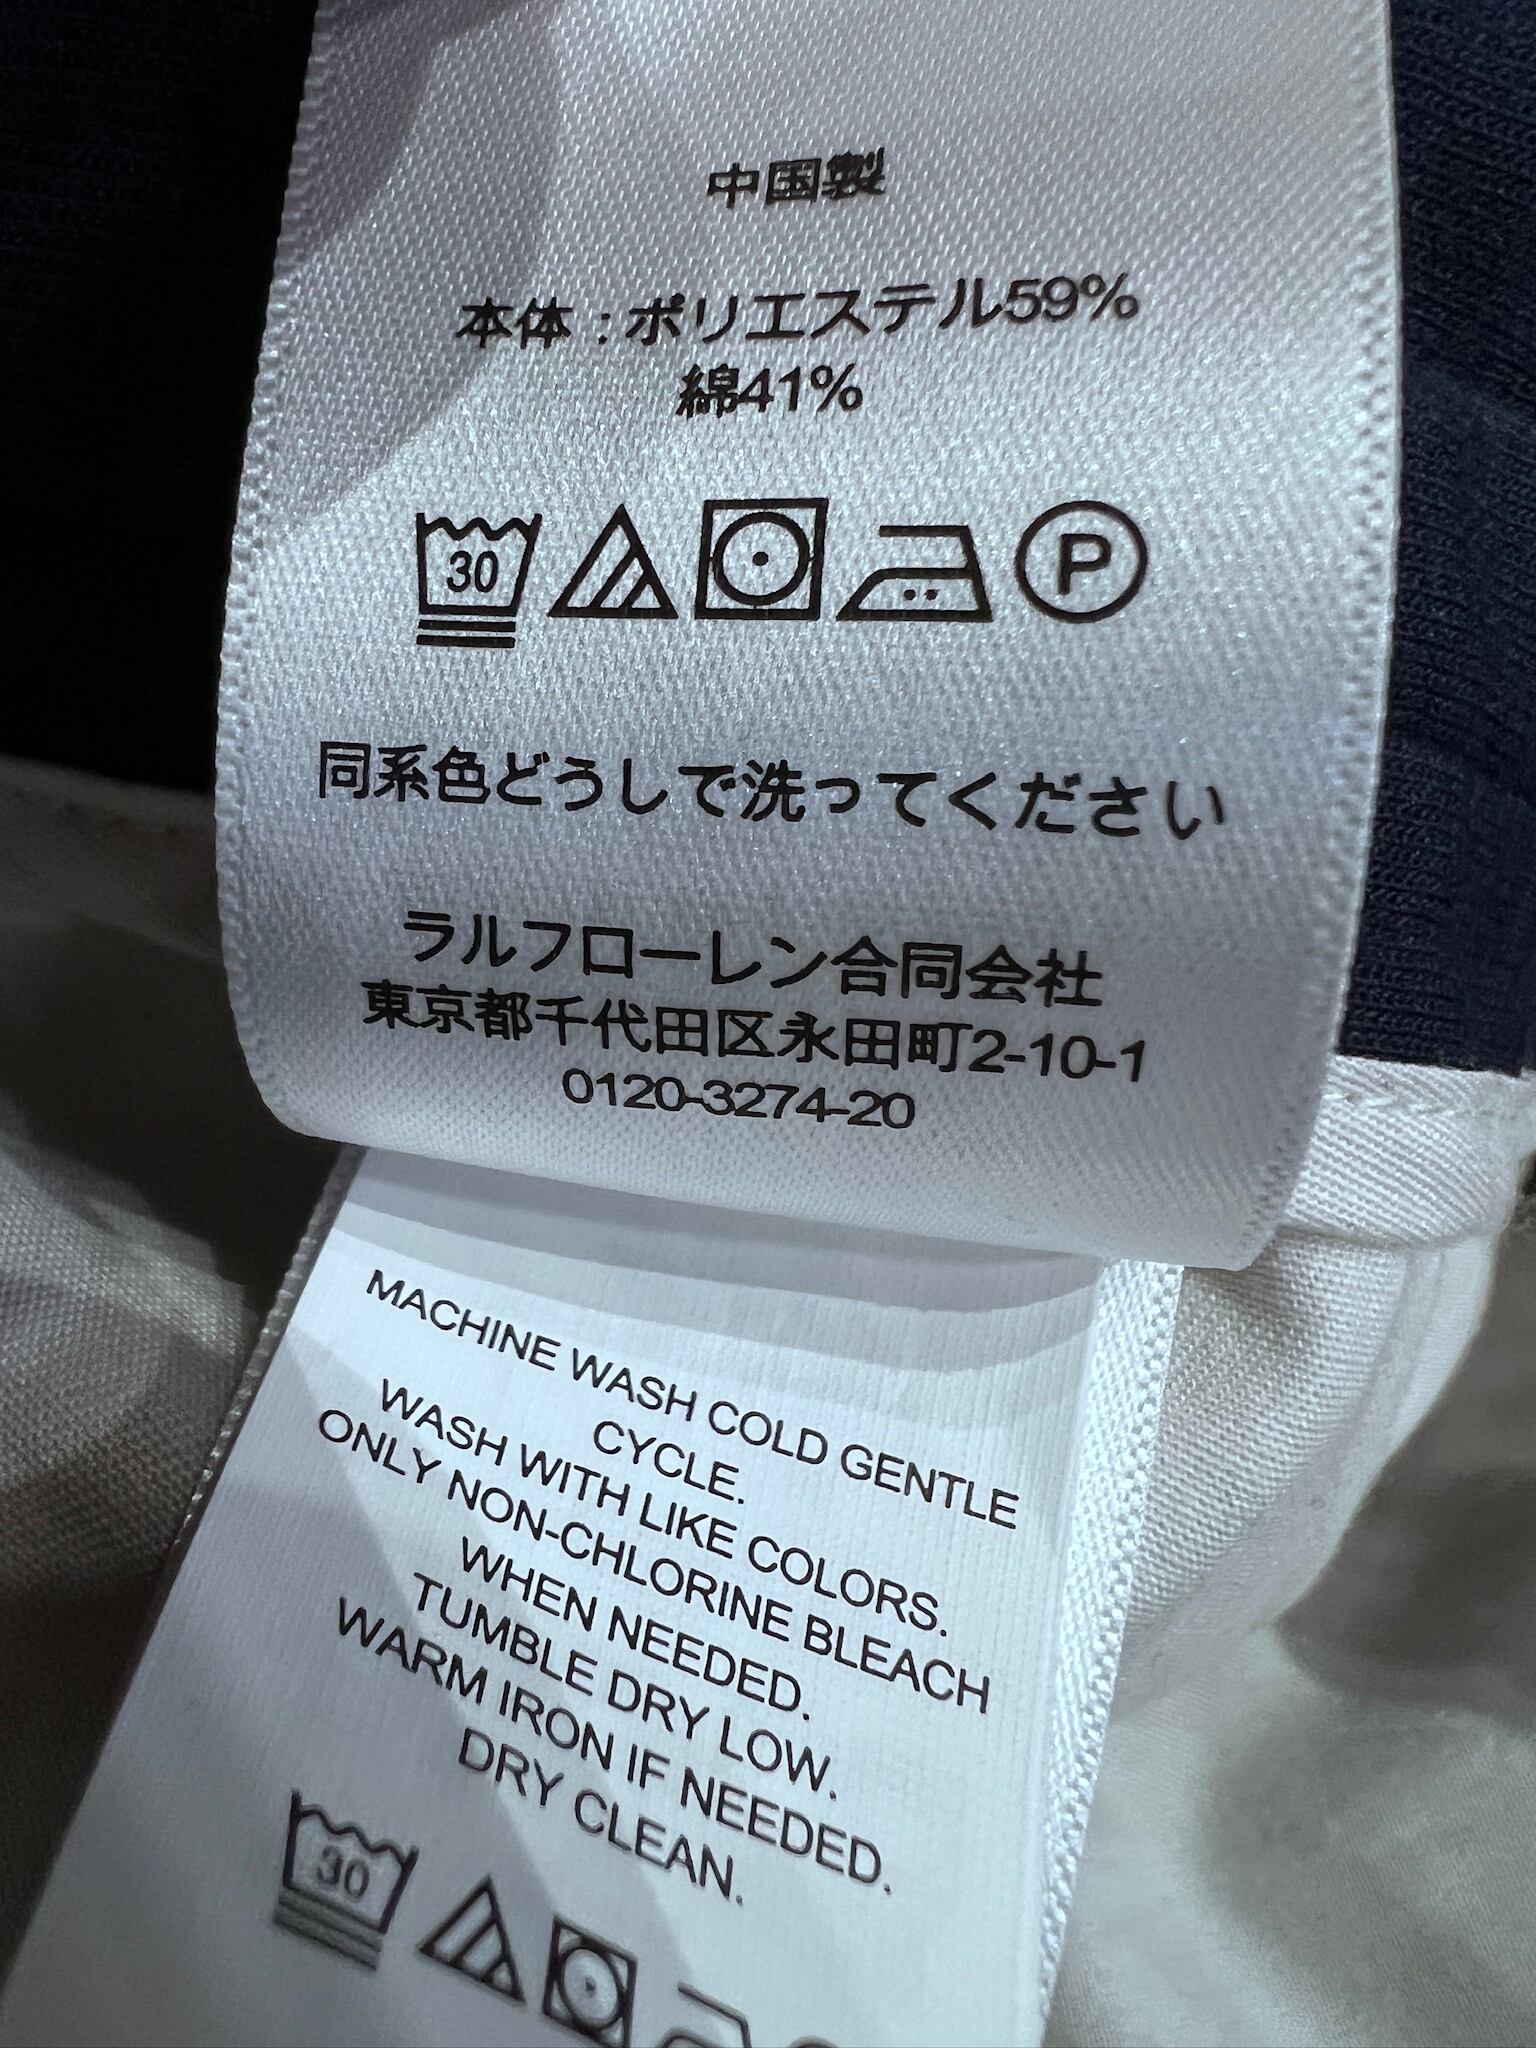 中国製
本体:ポリエステル59%
綿41%
30
P
同系色どうしで洗ってください
ラルフローレン合同会社
東京都千代田区永田町2-10-1
0120-3274-20
MACHINE WASH COLD GENTLE
CYCLE.
WASH WITH LIKE COLORS.
ONLY NON-CHLORINE BLEACH
WHEN NEEDED.
TUMBLE DRY LOW.
WARM IRON IF NEEDED.
DRY CLEAN.
30